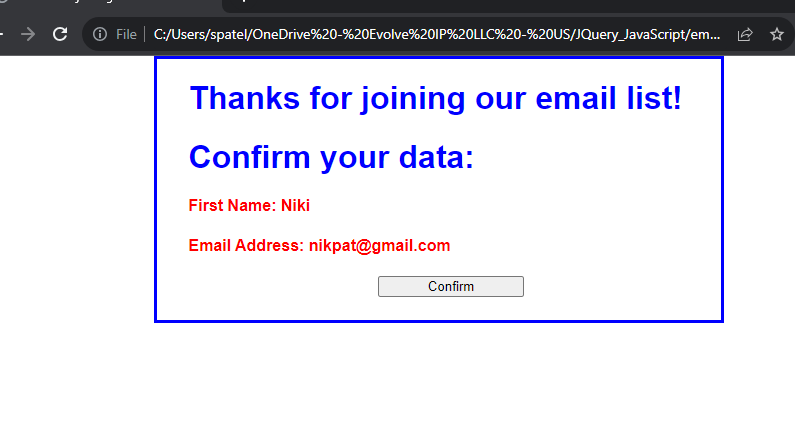 File C:/Users/spatel/OneDrive%20-%20Evolve%20IP%20LLC%20-%20US/JQuery_JavaScript/em...
Thanks for joining our email list!
Confirm your data:
First Name: Niki
Email Address: nikpat@gmail.com
Confirm